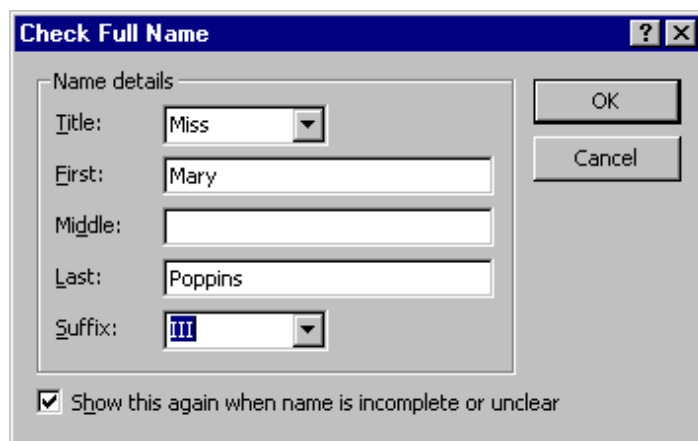 Check Full Name
Name details
Title: Miss
First: Mary
Middle:
Last: Poppins
Suffix: III
OK
Cancel
Show this again when name is incomplete or unclear